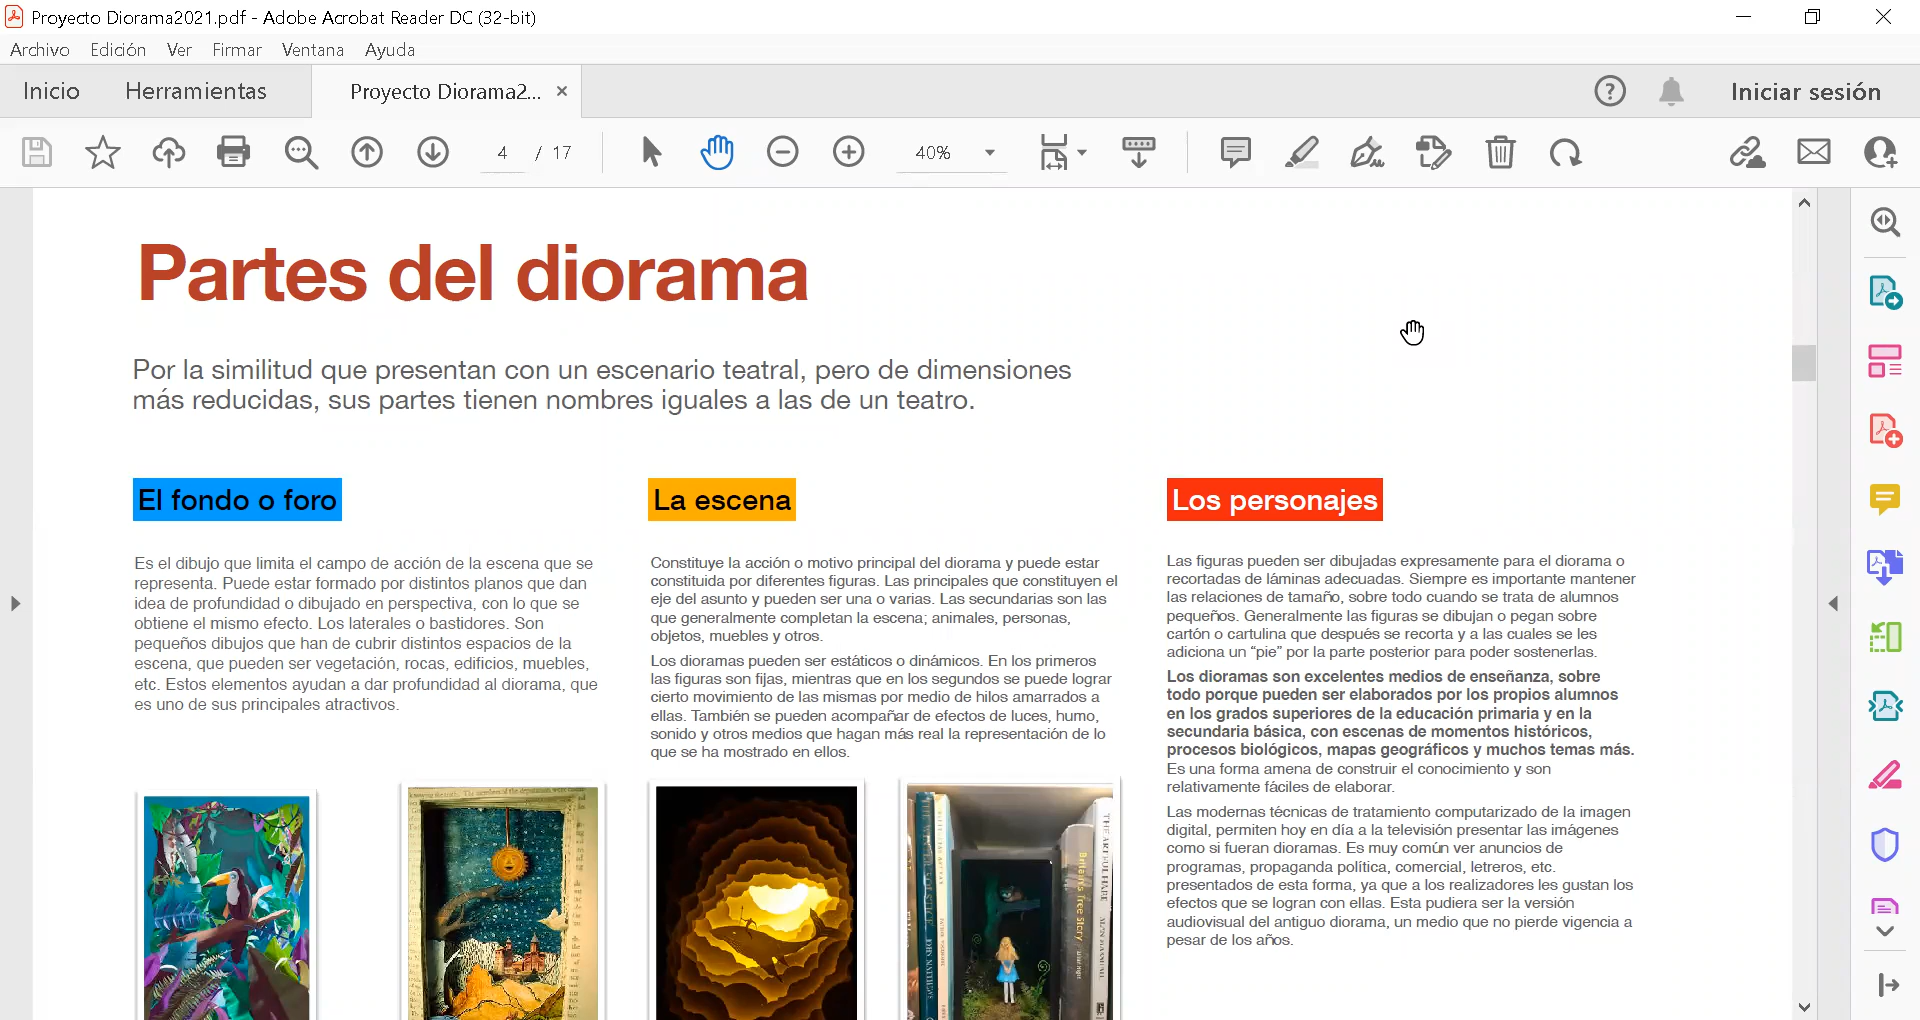 Proyecto Diorama2021.pdf - Adobe Acrobat Reader DC (32-bit)
Archivo Edición Ver Firmar Ventana Ayuda
Inicio Herramientas Proyecto Diorama2... Iniciar sesión
4 / 17 40%
Partes del diorama
Por la similitud que presentan con un escenario teatral, pero de dimensiones
más reducidas, sus partes tienen nombres iguales a las de un teatro.
El fondo o foro
Es el dibujo que limita el campo de acción de la escena que se
representa. Puede estar formado por distintos planos que dan
idea de profundidad o dibujado en perspectiva, con lo que se
obtiene el mismo efecto. Los laterales o bastidores. Son
pequeños dibujos que han de cubrir distintos espacios de la
escena, que pueden ser vegetación, rocas, edificios, muebles,
etc. Estos elementos ayudan a dar profundidad al diorama, que
es uno de sus principales atractivos.
La escena
Constituye la acción o motivo principal del diorama y puede estar
constituida por diferentes figuras. Las principales que constituyen el
eje del asunto y pueden ser una o varias. Las secundarias son las
que generalmente completan la escena; animales, personas,
objetos, muebles y otros.
Los dioramas pueden ser estáticos o dinámicos. En los primeros
las figuras son fijas, mientras que en los segundos se puede lograr
cierto movimiento de las mismas por medio de hilos amarrados a
ellas. También se pueden acompañar de efectos de luces, humo,
sonido y otros medios que hagan más real la representación de lo
que se ha mostrado en ellos.
Los personajes
Las figuras pueden ser dibujadas expresamente para el diorama o
recortadas de láminas adecuadas. Siempre es importante mantener
las relaciones de tamaño, sobre todo cuando se trata de alumnos
pequeños. Generalmente las figuras se dibujan o pegan sobre
cartón o cartulina que después se recorta y a las cuales se les
adiciona un “pie” por la parte posterior para poder sostenerlas.
Los dioramas son excelentes medios de enseñanza, sobre
todo porque pueden ser elaborados por los propios alumnos
en los grados superiores de la educación primaria y en la
secundaria básica, con escenas de momentos históricos,
procesos biológicos, mapas geográficos y muchos temas más.
Es una forma amena de construir el conocimiento y son
relativamente fáciles de elaborar.
Las modernas técnicas de tratamiento computarizado de la imagen
digital, permiten hoy en día a la televisión presentar las imágenes
como si fueran dioramas. Es muy común ver anuncios de
programas, propaganda política, comercial, letreros, etc.
presentados de esta forma, ya que a los realizadores les gustan los
efectos que se logran con ellas. Esta pudiera ser la versión
audiovisual del antiguo diorama, un medio que no pierde vigencia a
pesar de los años.